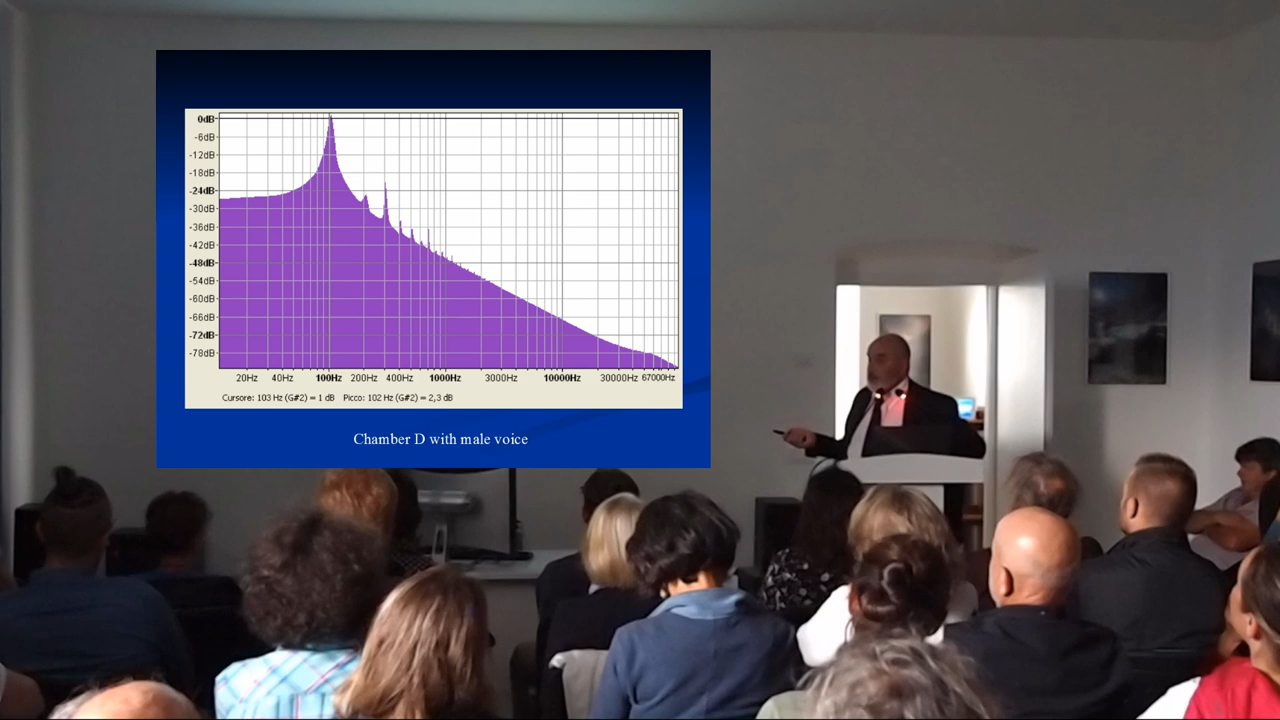 0dB
-6dB
-12dB
-18dB
-24dB
-30dB
-36dB
-42dB
-48dB
-54dB
-60dB
-66dB
-72dB
-78dB
20Hz 40Hz 100Hz 200Hz 400Hz 1000Hz 3000Hz 10000Hz 30000Hz 67000Hz
Cursore: 103 Hz (G#2) = 1 dB Picco: 102 Hz (G#2) = 2,3 dB
Chamber D with male voice